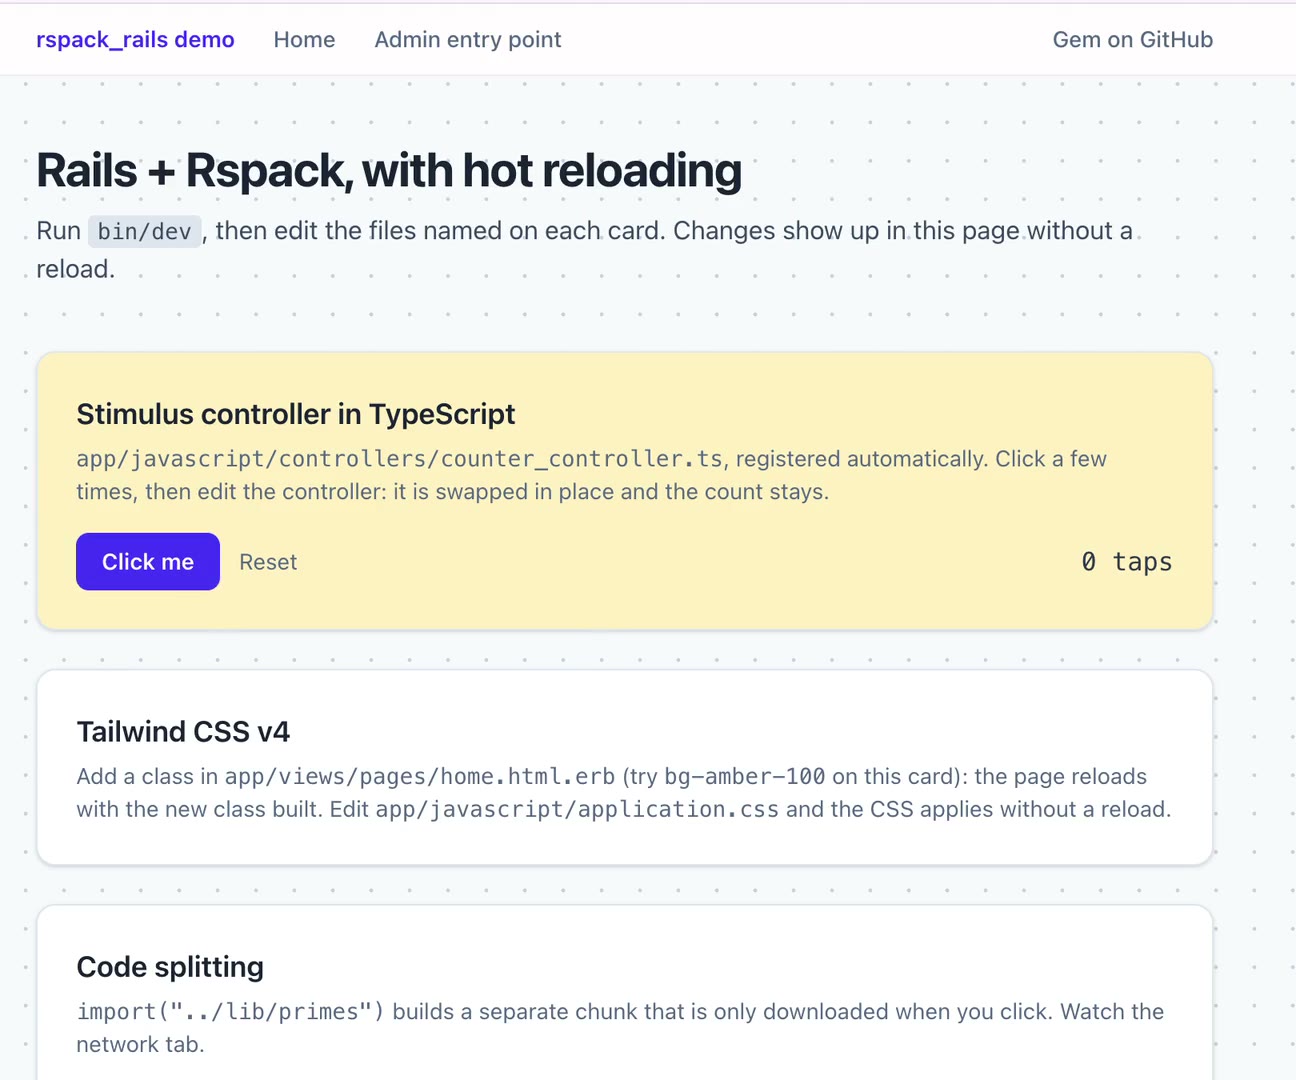 rspack_rails demo Home Admin entry point Gem on GitHub
Rails + Rspack, with hot reloading
Run bin/dev, then edit the files named on each card. Changes show up in this page without a
reload.
Stimulus controller in TypeScript
app/javascript/controllers/counter_controller.ts, registered automatically. Click a few
times, then edit the controller: it is swapped in place and the count stays.
Click me Reset 0 taps
Tailwind CSS v4
Add a class in app/views/pages/home.html.erb (try bg-amber-100 on this card): the page reloads
with the new class built. Edit app/javascript/application.css and the CSS applies without a reload.
Code splitting
import("../lib/primes") builds a separate chunk that is only downloaded when you click. Watch the
network tab.